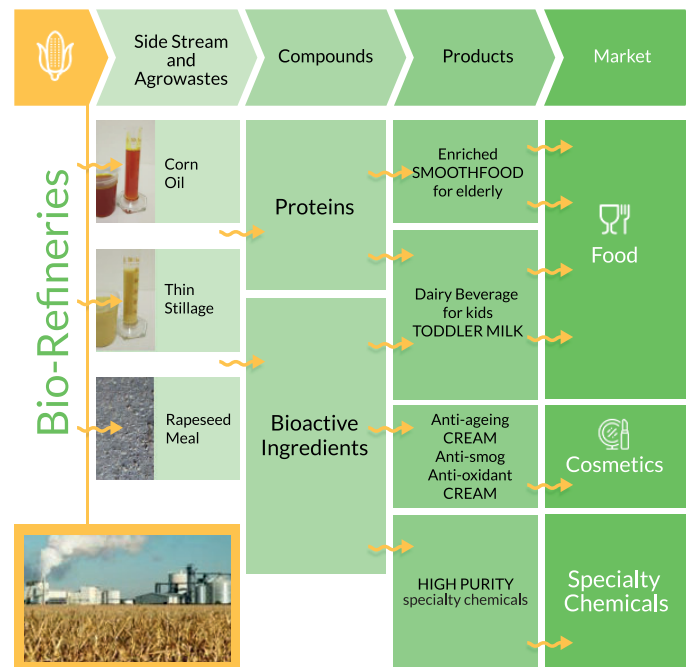 Side Stream
and
Agrowastes
Compounds
Products
Market
Bio-Refineries
Corn
Oil
Thin
Stillage
Rapeseed
Meal
Proteins
Bioactive
Ingredients
Enriched
SMOOTHFOOD
for elderly
Dairy Beverage
for kids
TODDLER MILK
Anti-ageing
CREAM
Anti-smog
Anti-oxidant
CREAM
HIGH PURITY
specialty chemicals
Food
Cosmetics
Specialty
Chemicals